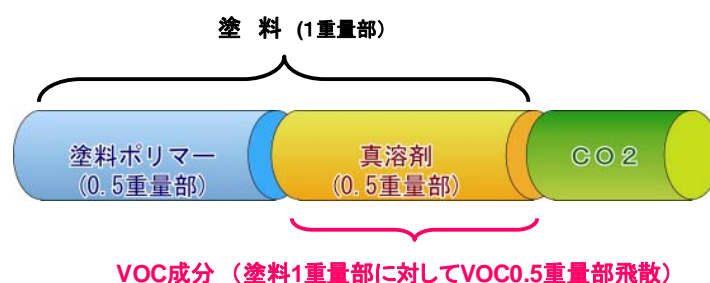 塗 料 (1重量部)
塗料ポリマー
(0.5重量部)
真溶剤
(0.5重量部)
CO2
VOC成分 (塗料1重量部に対してVOC0.5重量部飛散)